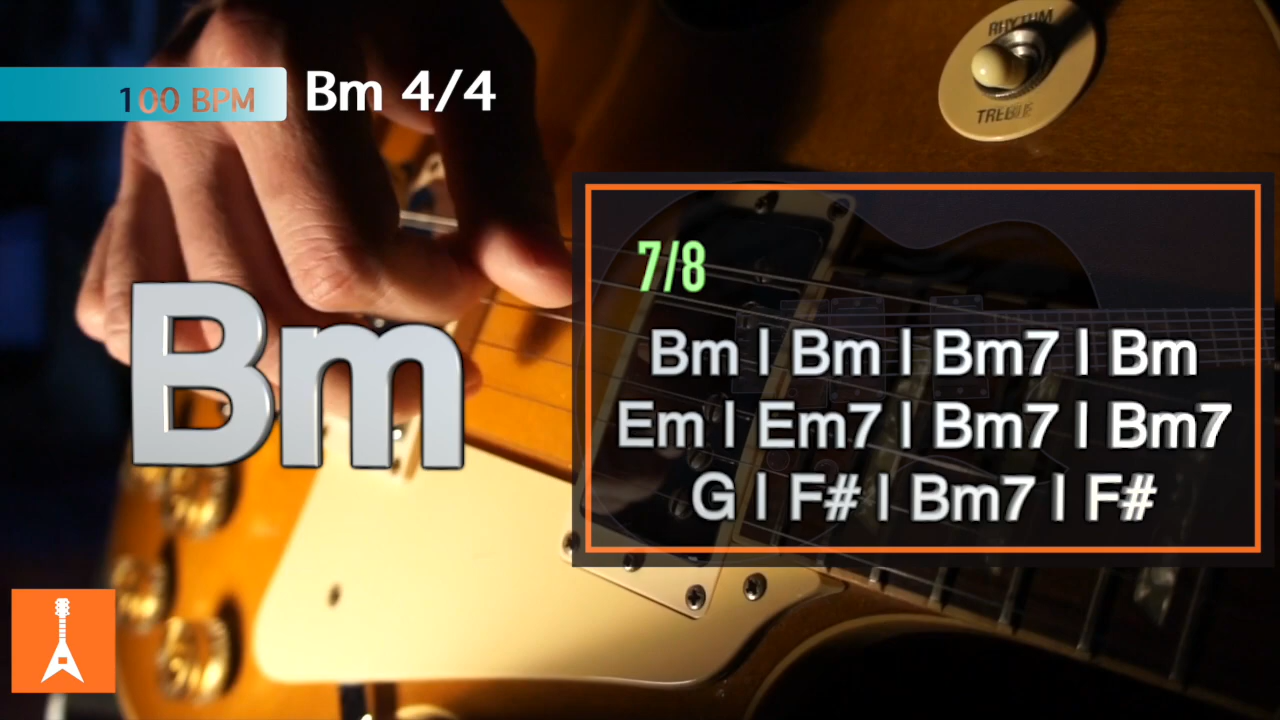 RHYTHM
TREBLE
100 BPM
Bm 4/4
7/8
Bm | Bm | Bm7 | Bm
Bm
Em | Em7 | Bm7 | Bm7
G | F# | Bm7 | F#